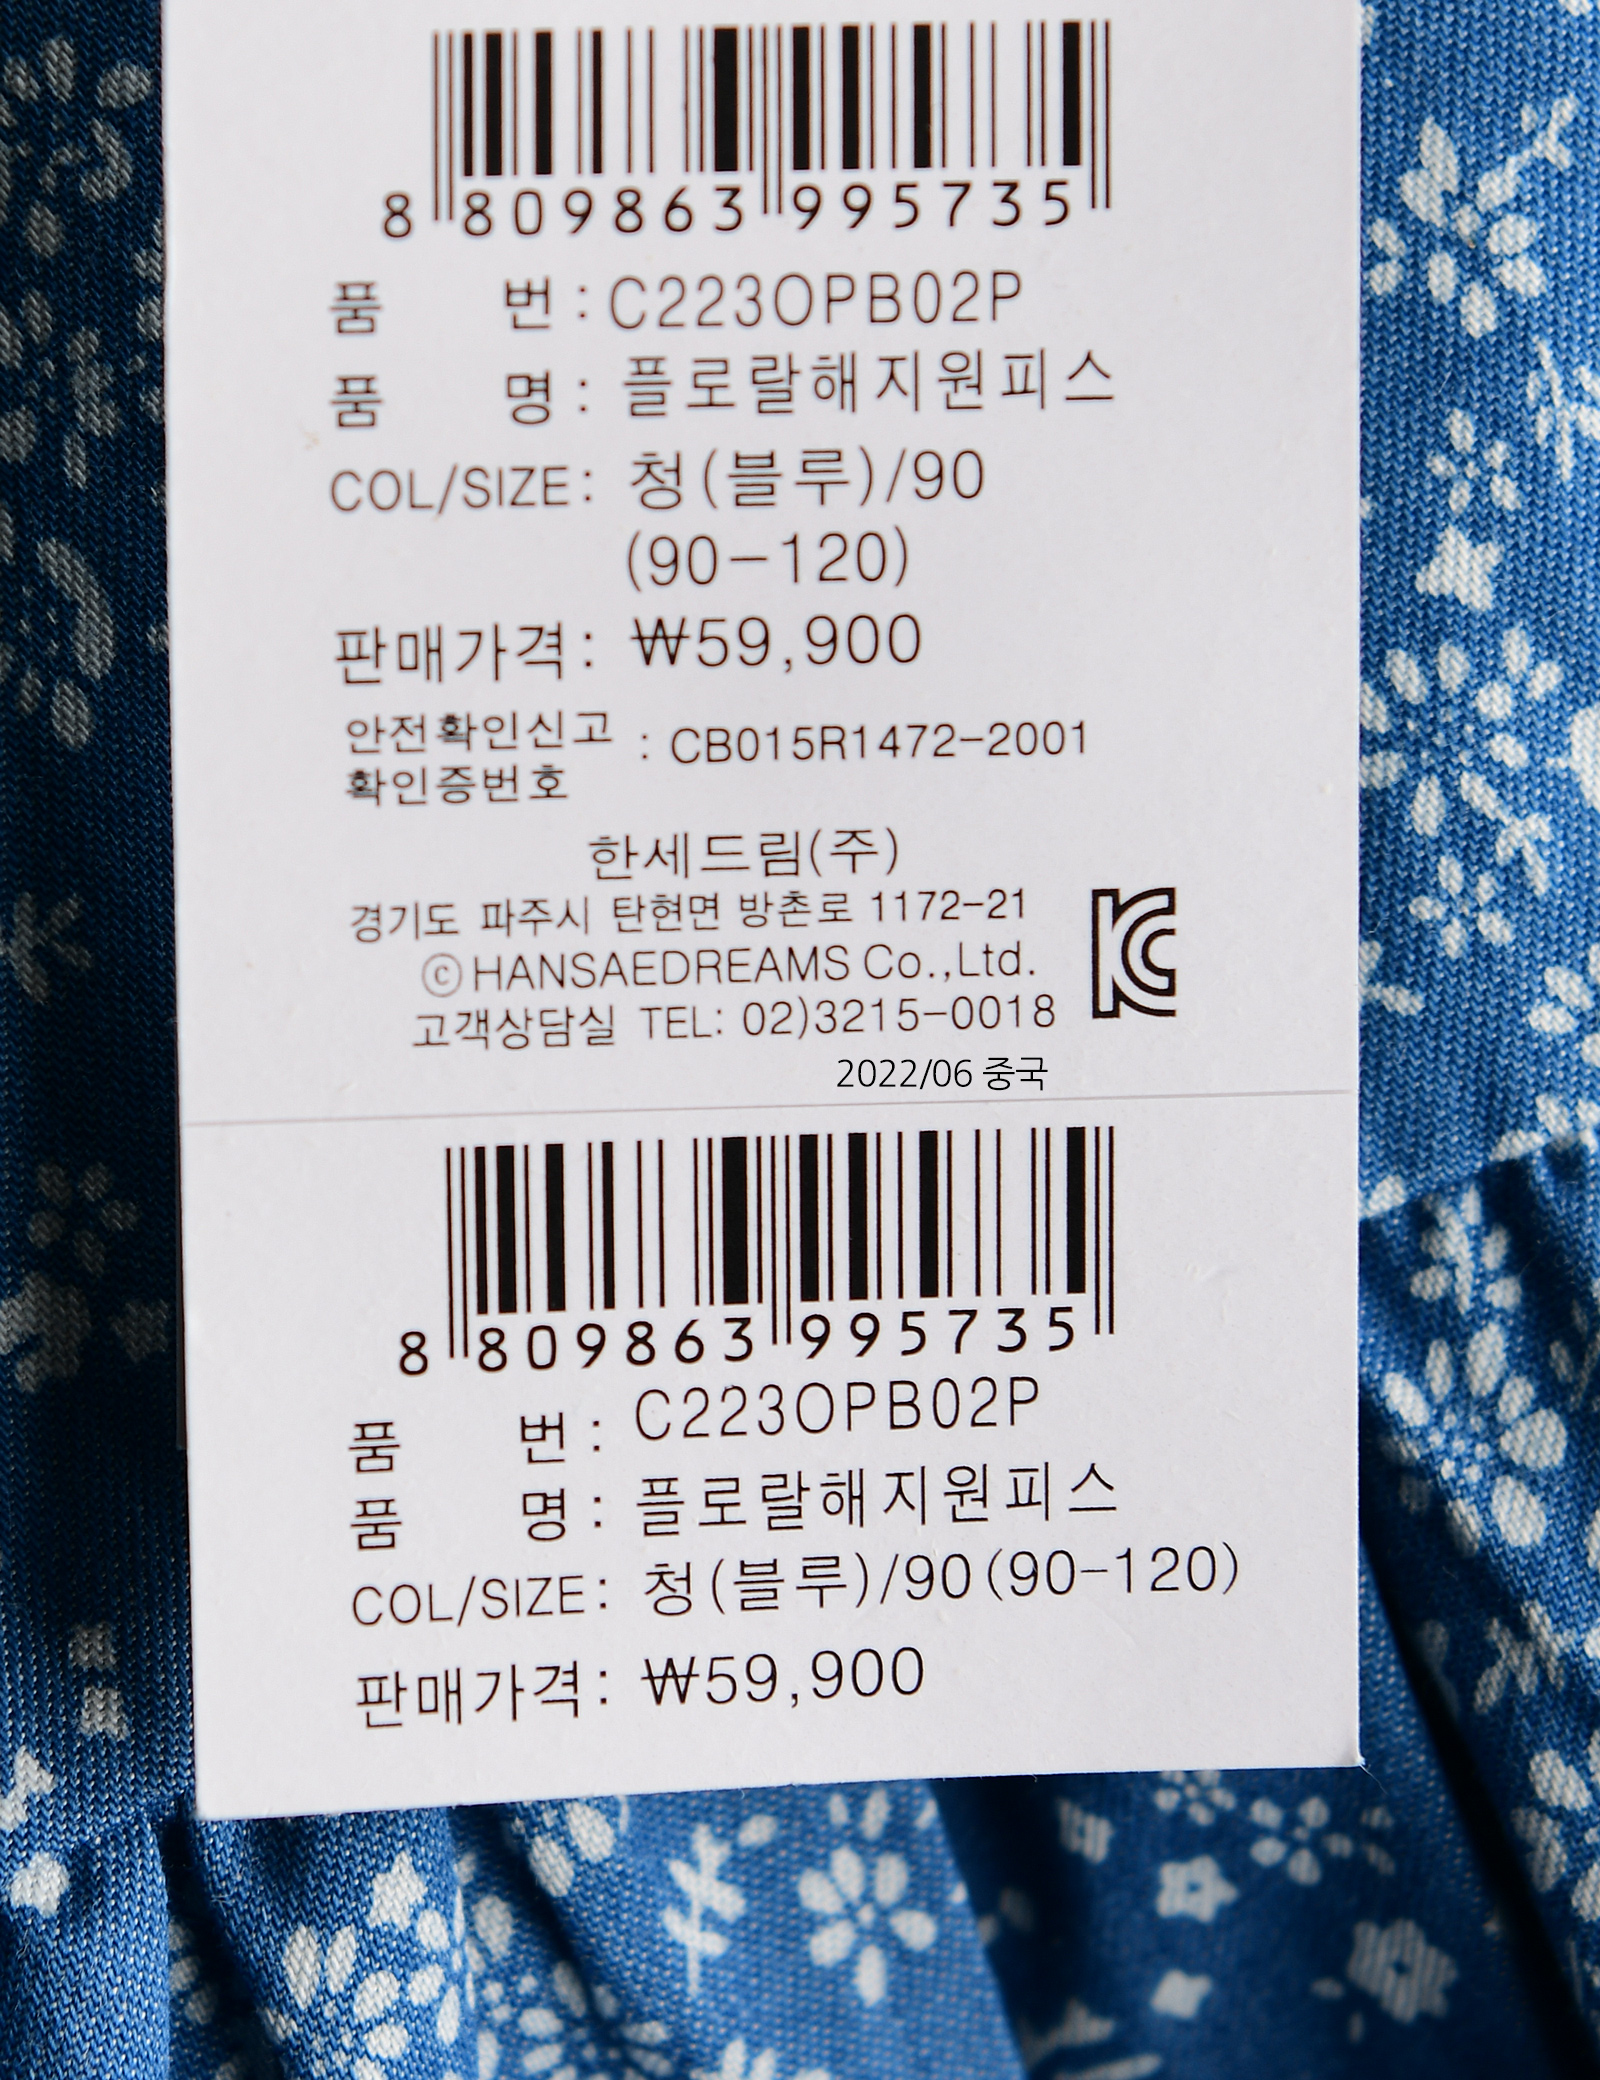 8 809863 995735
품 번 : C223OPB02P
품 명 : 플로랄해지원피스
COL/SIZE : 청(블루)/90
(90-120)
판매가격 : ₩59,900
안전확인신고
확인증번호 : CB015R1472-2001
한세드림(주)
경기도 파주시 탄현면 방촌로 1172-21
ⓒHANSAEDREAMS Co.,Ltd.
고객상담실 TEL: 02)3215-0018
2022/06 중국
8 809863 995735
품 번 : C223OPB02P
품 명 : 플로랄해지원피스
COL/SIZE : 청(블루)/90(90-120)
판매가격 : ₩59,900